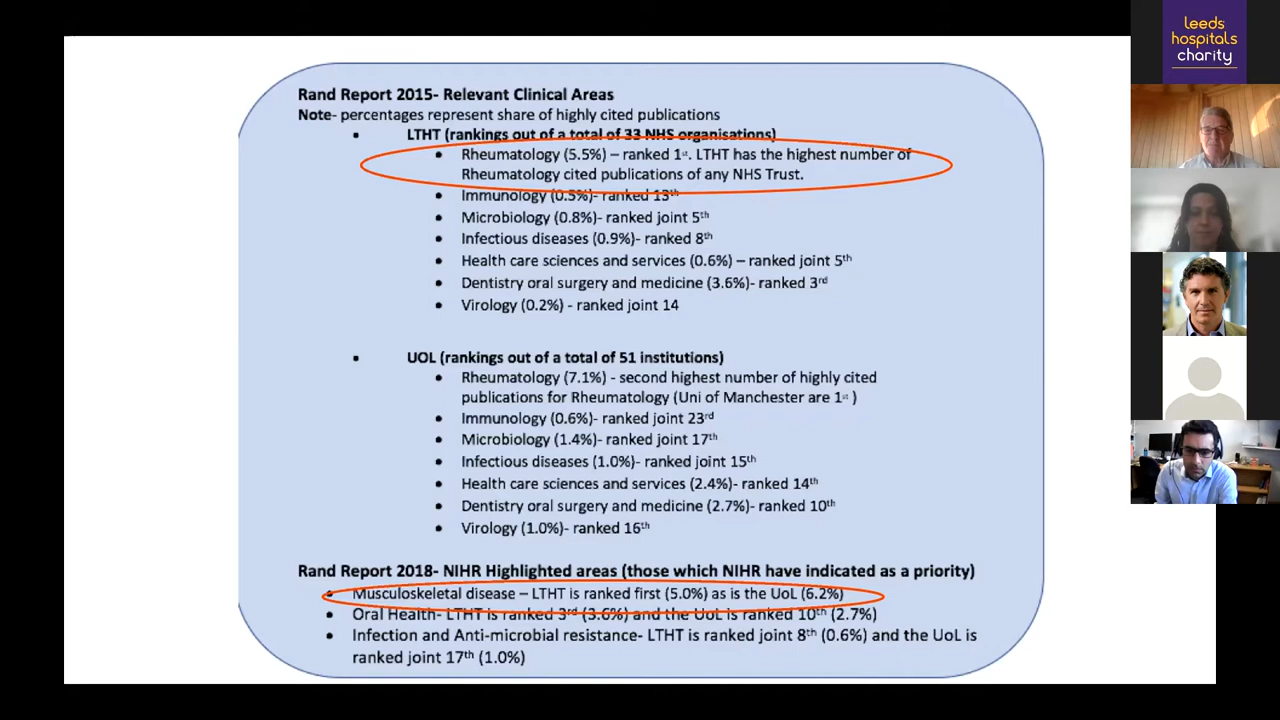 Rand Report 2015- Relevant Clinical Areas
Note- percentages represent share of highly cited publications
• LTHT (rankings out of a total of 33 NHS organisations)
• Rheumatology (5.5%) – ranked 1st. LTHT has the highest number of
Rheumatology cited publications of any NHS Trust.
• Immunology (0.5%)- ranked 13th
• Microbiology (0.8%)- ranked joint 5th
• Infectious diseases (0.9%)- ranked 8th
• Health care sciences and services (0.6%) – ranked joint 5th
• Dentistry oral surgery and medicine (3.6%)- ranked 3rd
• Virology (0.2%) - ranked joint 14
• UOL (rankings out of a total of 51 institutions)
• Rheumatology (7.1%) - second highest number of highly cited
publications for Rheumatology (Uni of Manchester are 1st )
• Immunology (0.6%)- ranked joint 23rd
• Microbiology (1.4%)- ranked joint 17th
• Infectious diseases (1.0%)- ranked joint 15th
• Health care sciences and services (2.4%)- ranked 14th
• Dentistry oral surgery and medicine (2.7%)- ranked 10th
• Virology (1.0%)- ranked 16th
Rand Report 2018- NIHR Highlighted areas (those which NIHR have indicated as a priority)
• Musculoskeletal disease – LTHT is ranked first (5.0%) as is the UoL (6.2%)
• Oral Health- LTHT is ranked 3rd (3.6%) and the UoL is ranked 10th (2.7%)
• Infection and Anti-microbial resistance- LTHT is ranked joint 8th (0.6%) and the UoL is
ranked joint 17th (1.0%)
leeds
hospitals
charity